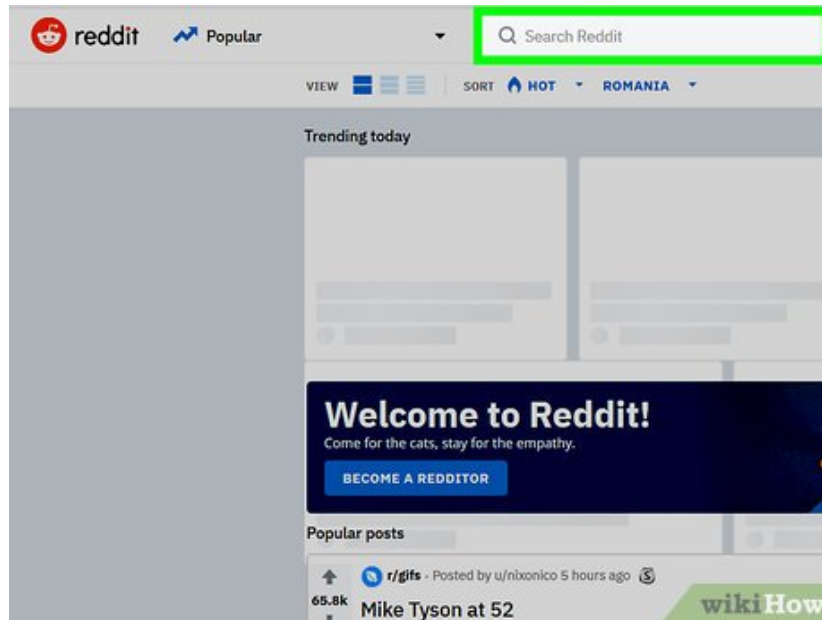 reddit Popular Search Reddit
VIEW SORT HOT ROMANIA
Trending today
Welcome to Reddit!
Come for the cats, stay for the empathy.
BECOME A REDDITOR
Popular posts
r/gifs · Posted by u/nixonico 5 hours ago
65.8k
Mike Tyson at 52
wikiHow